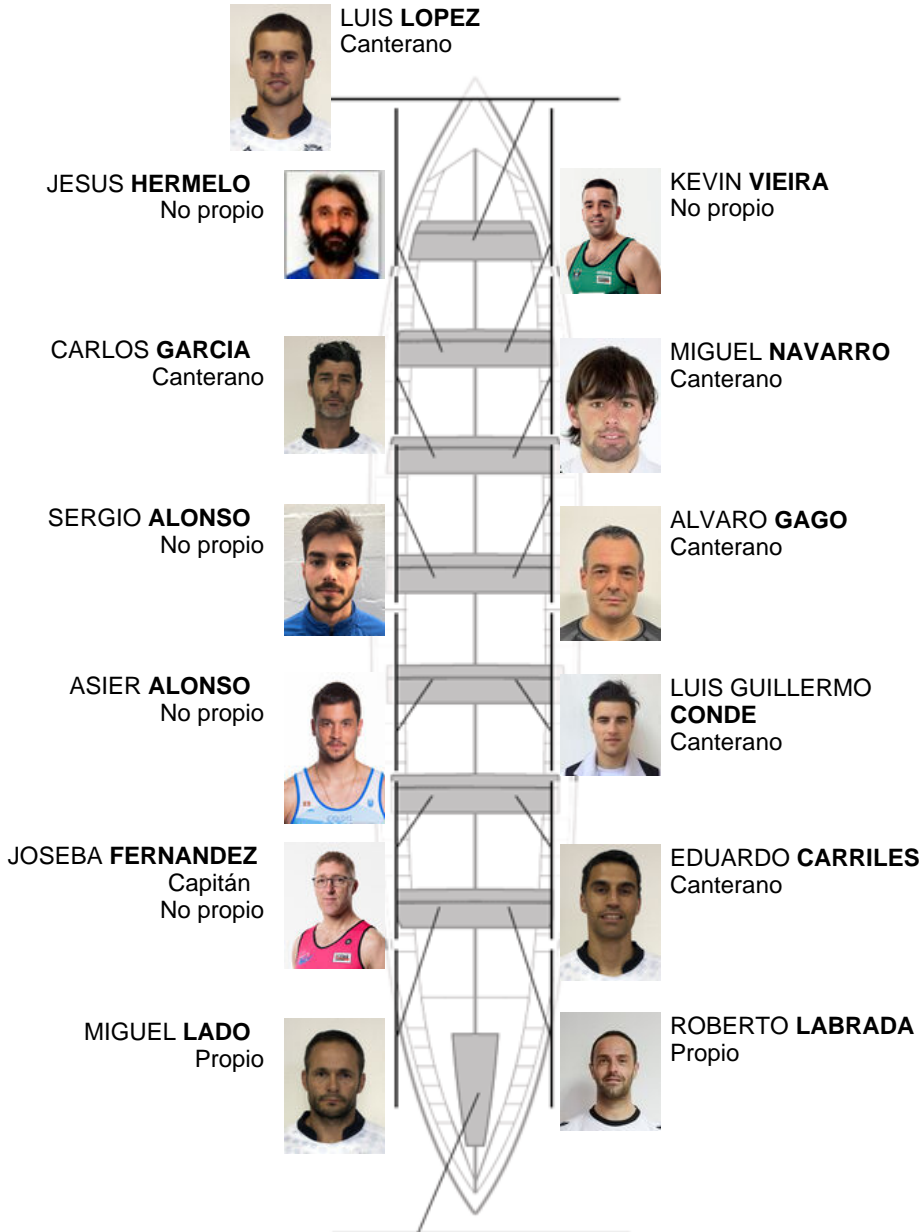 LUIS LOPEZ
Canterano
JESUS HERMELO
No propio
KEVIN VIEIRA
No propio
CARLOS GARCIA
Canterano
MIGUEL NAVARRO
Canterano
SERGIO ALONSO
No propio
ALVARO GAGO
Canterano
ASIER ALONSO
No propio
LUIS GUILLERMO
CONDE
Canterano
JOSEBA FERNANDEZ
Capitán
No propio
EDUARDO CARRILES
Canterano
MIGUEL LADO
Propio
ROBERTO LABRADA
Propio